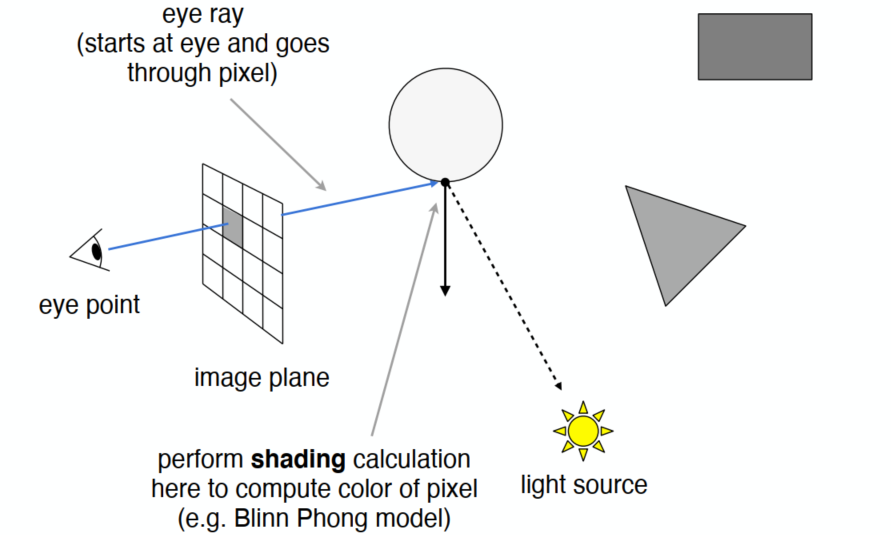 eye ray
(starts at eye and goes
through pixel)
eye point
image plane
perform shading calculation
here to compute color of pixel
(e.g. Blinn Phong model)
light source